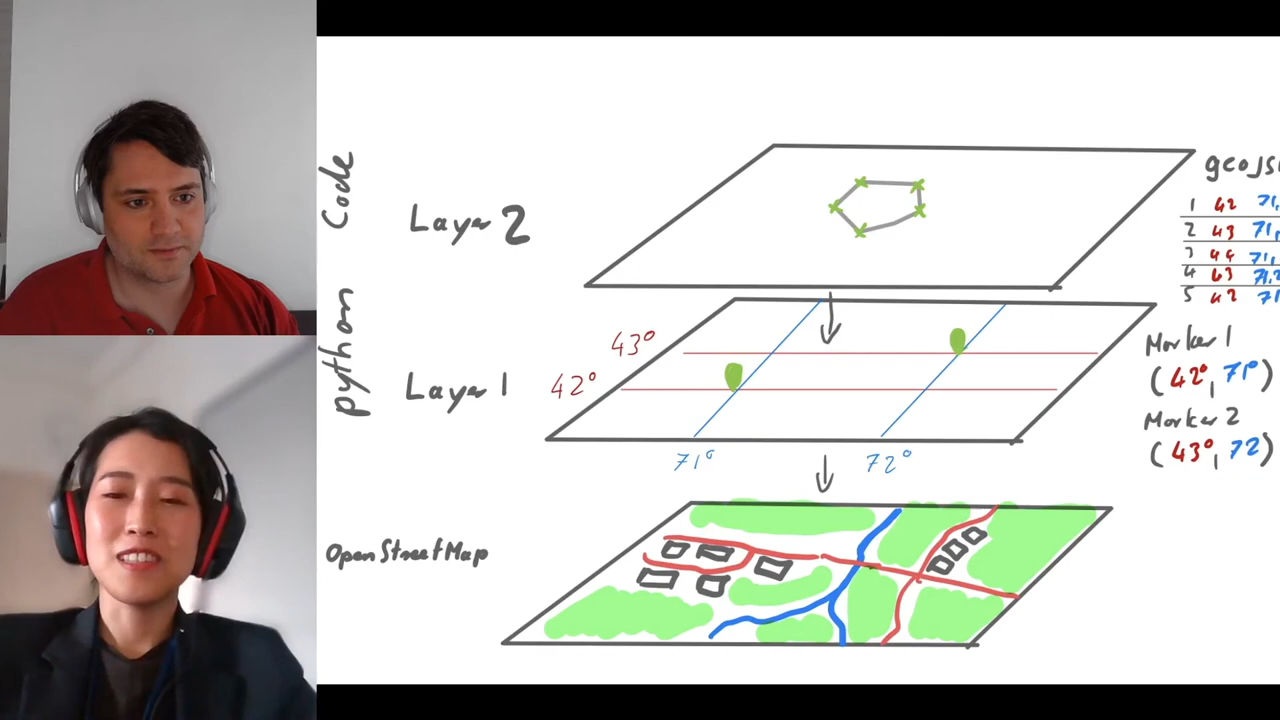 python Code
Layer 2
1 42
2 43
3 44
4 43
5 42
43°
42°
Layer 1
71°
72°
Marker 1
(42°, 71°)
Marker 2
(43°, 72)
OpenStreetMap